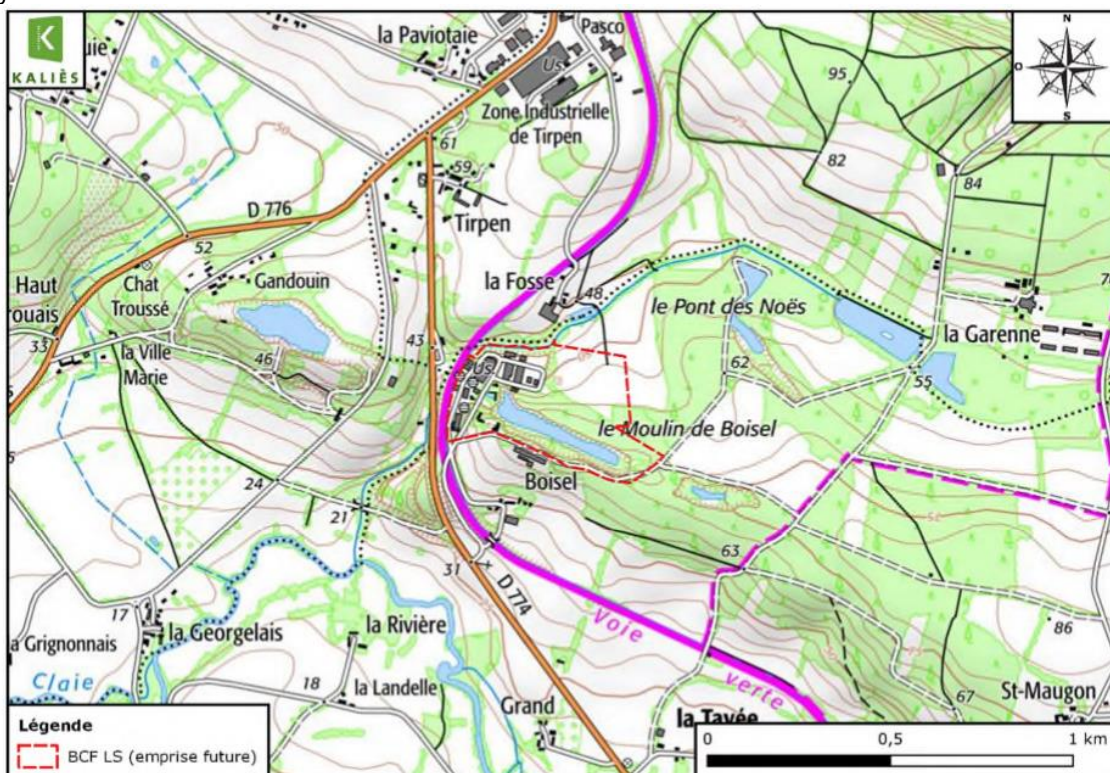 KALIÈS
uie
la Paviotaie
Pasco
Us.
Zone Industrielle
de Tirpen
N
O
E
S
95
82
84
75
50
61
59
Tirpen
D 776
52
Chat
Troussé
Gandouin
Haut
rouais
33
la Ville
Marie
46
43
la Fosse
48
le Pont des Noës
62
la Garenne
55
Us.
le Moulin de Boisel
Boisel
24
21
31
D 774
63
17
la Georgelais
la Grignonnais
la Rivière
Claie
18
la Landelle
Grand
Voie
verte
86
67
St-Maugon
la Tavée
Légende
BCF LS (emprise future)
0
0,5
1 km